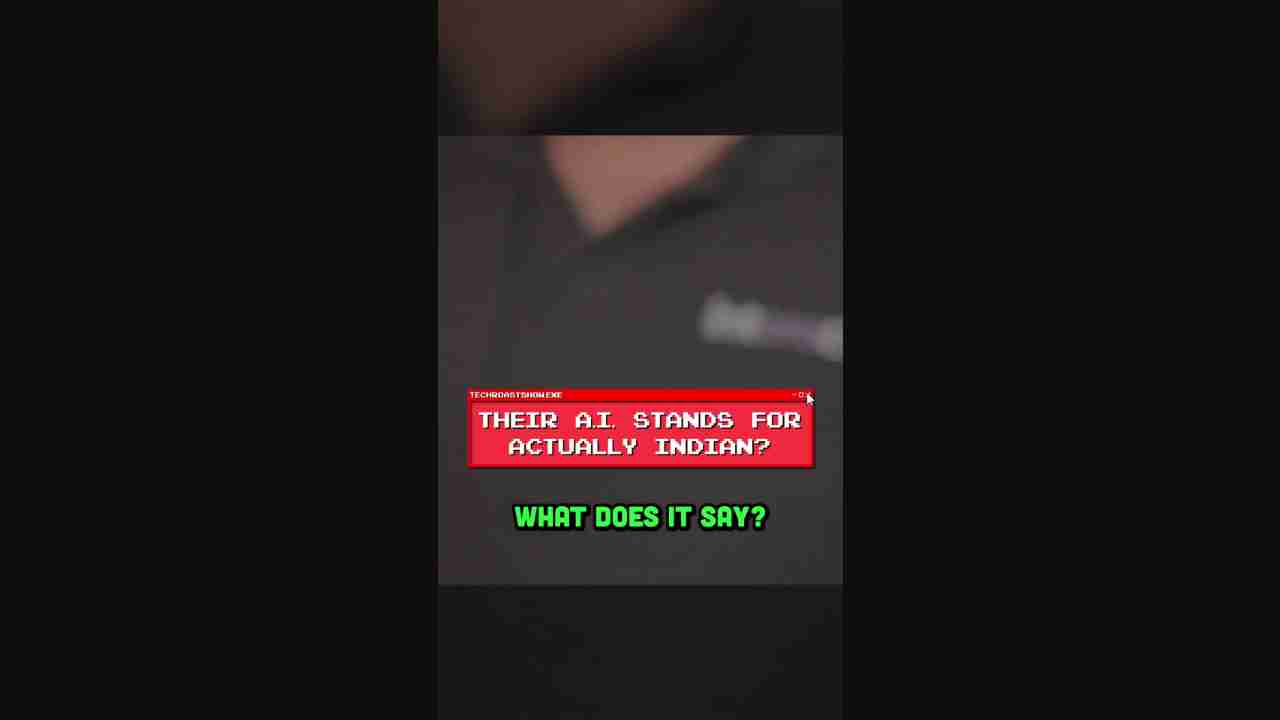 TECHROASTSHOW.EXE
THEIR A.I. STANDS FOR
ACTUALLY INDIAN?
WHAT DOES IT SAY?